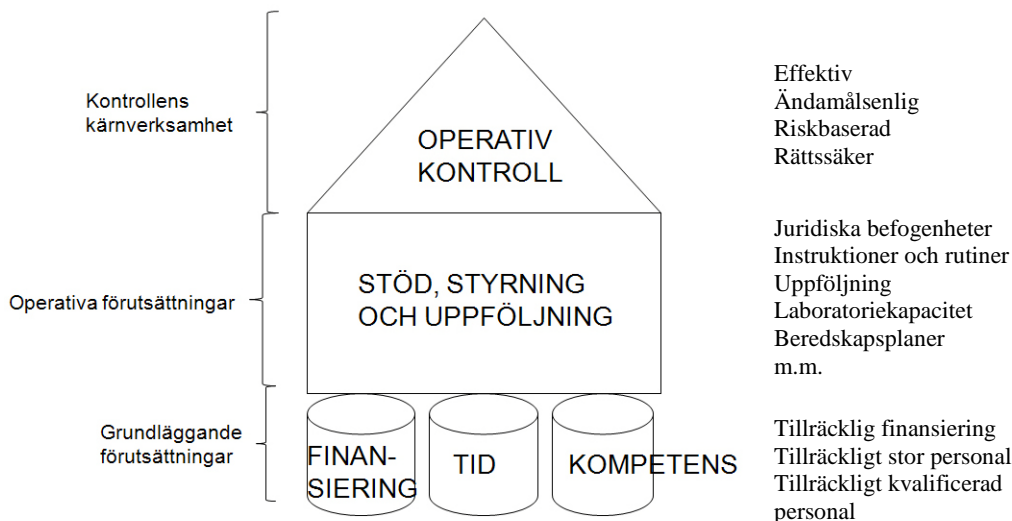 Kontrollens
kärnverksamhet
OPERATIV
KONTROLL
Effektiv
Ändamålsenlig
Riskbaserad
Rättssäker
Operativa förutsättningar
STÖD, STYRNING
OCH UPPFÖLJNING
Juridiska befogenheter
Instruktioner och rutiner
Uppföljning
Laboratoriekapacitet
Beredskapsplaner
m.m.
Grundläggande
förutsättningar
FINAN-
SIERING
TID
KOMPETENS
Tillräcklig finansiering
Tillräckligt stor personal
Tillräckligt kvalificerad
personal